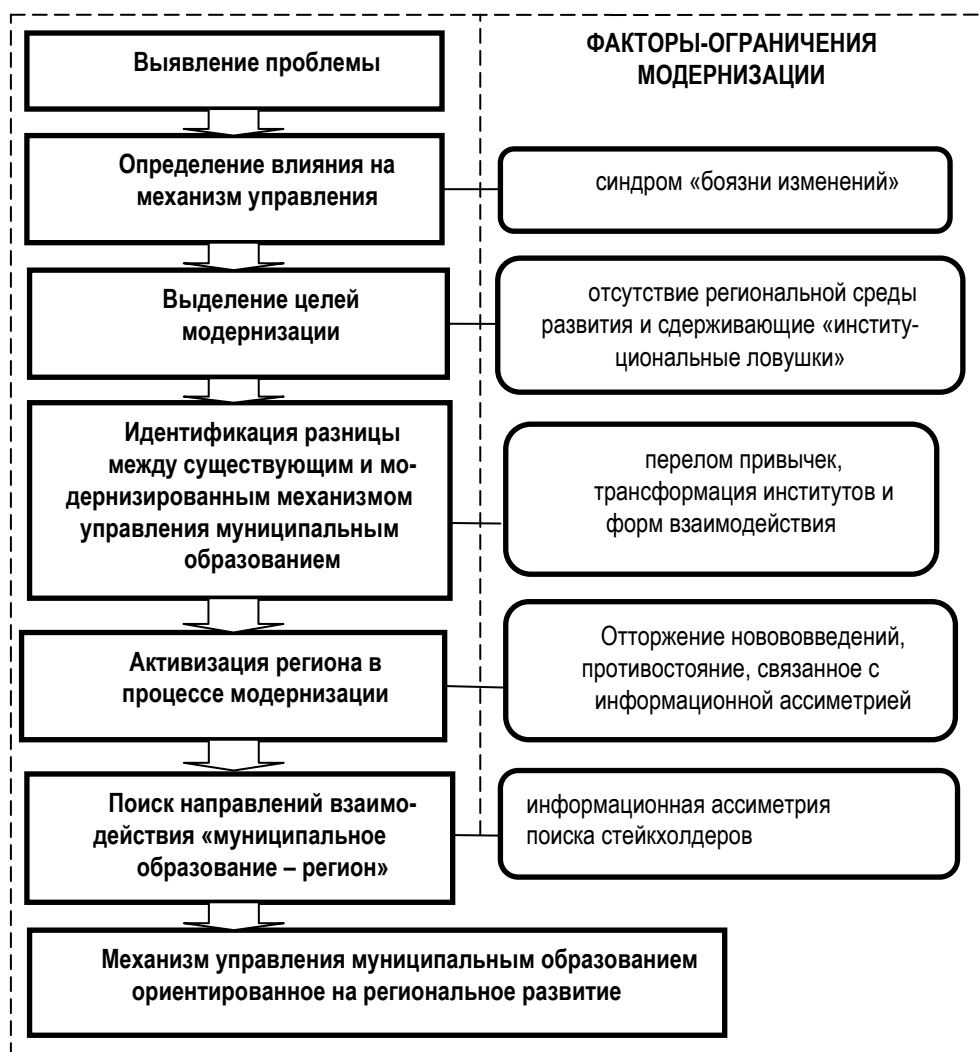 Выявление проблемы
ФАКТОРЫ-ОГРАНИЧЕНИЯ
МОДЕРНИЗАЦИИ
Определение влияния на
механизм управления
синдром «боязни изменений»
Выделение целей
модернизации
отсутствие региональной среды
развития и сдерживающие «институ-
циональные ловушки»
Идентификация разницы
между существующим и мо-
дернизированным механизмом
управления муниципальным
образованием
перелом привычек,
трансформация институтов и
форм взаимодействия
Активизация региона в
процессе модернизации
Отторжение новововведений,
противостояние, связанное с
информационной ассиметрией
Поиск направлений взаимо-
действия «муниципальное
образование – регион»
информационная ассиметрия
поиска стейкхолдеров
Механизм управления муниципальным образованием
ориентированное на региональное развитие